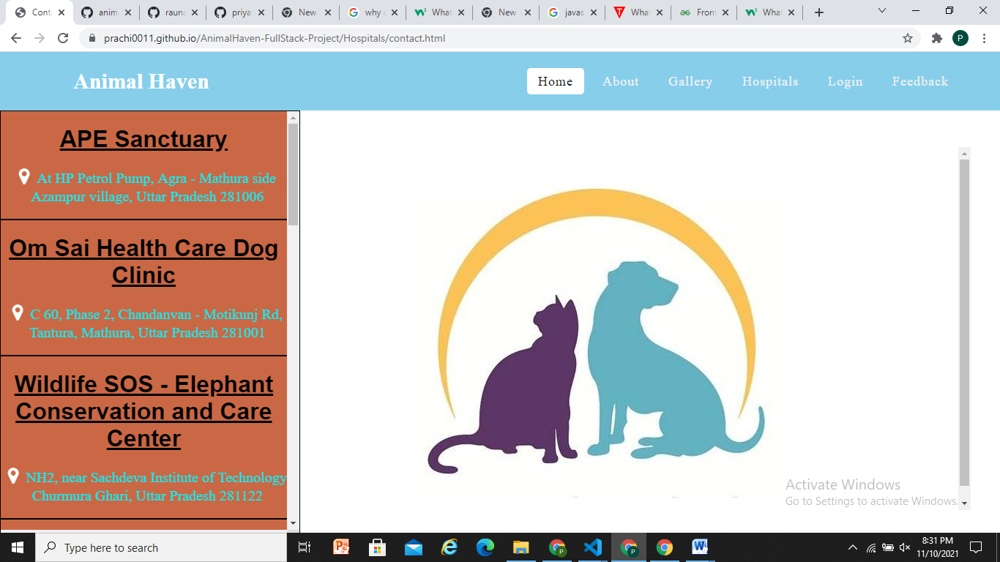 Cont
anim
rauna
priya
New
why
What
New
javas
What
Front
What
prachi0011.github.io/AnimalHaven-FullStack-Project/Hospitals/contact.html
P
Animal Haven
Home About Gallery Hospitals Login Feedback
APE Sanctuary
At HP Petrol Pump, Agra - Mathura side
Azampur village, Uttar Pradesh 281006
Om Sai Health Care Dog
Clinic
C 60, Phase 2, Chandanvan - Motikunj Rd,
Tantura, Mathura, Uttar Pradesh 281001
Wildlife SOS - Elephant
Conservation and Care
Center
NH2, near Sachdeva Institute of Technology
Churmura Ghari, Uttar Pradesh 281122
Activate Windows
Go to Settings to activate Windows.
Type here to search
8:31 PM
11/10/2021